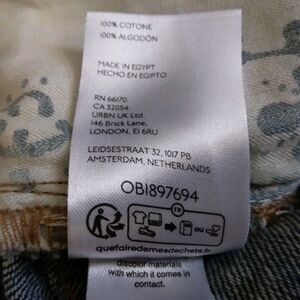 100% COTONE
100% ALGODÓN
MADE IN EGYPT
HECHO EN EGIPTO
RN 66170
CA 32054
URBN UK Ltd.
146 Brick Lane,
LONDON, E1 6RU
LEIDSESTRAAT 32, 1017 PB
AMSTERDAM, NETHERLANDS
OB1897694
FR
OU
quefairedemesdechets.fr
discolor materials
with which it comes in
contact.